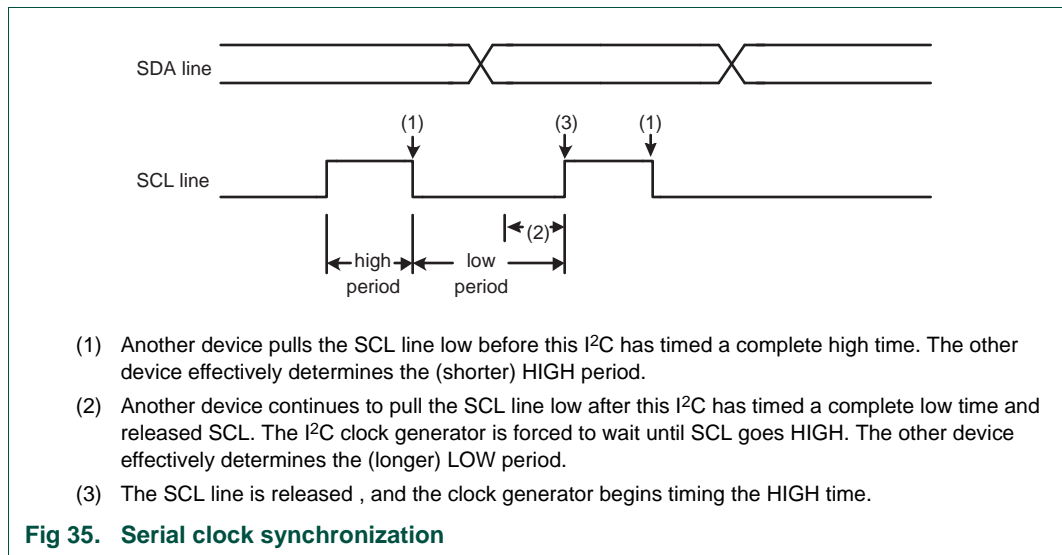 SDA line
(1) (3) (1)
SCL line
(2)
high low
period period
(1) Another device pulls the SCL line low before this I2C has timed a complete high time. The other
device effectively determines the (shorter) HIGH period.
(2) Another device continues to pull the SCL line low after this I2C has timed a complete low time and
released SCL. The I2C clock generator is forced to wait until SCL goes HIGH. The other device
effectively determines the (longer) LOW period.
(3) The SCL line is released , and the clock generator begins timing the HIGH time.
Fig 35. Serial clock synchronization